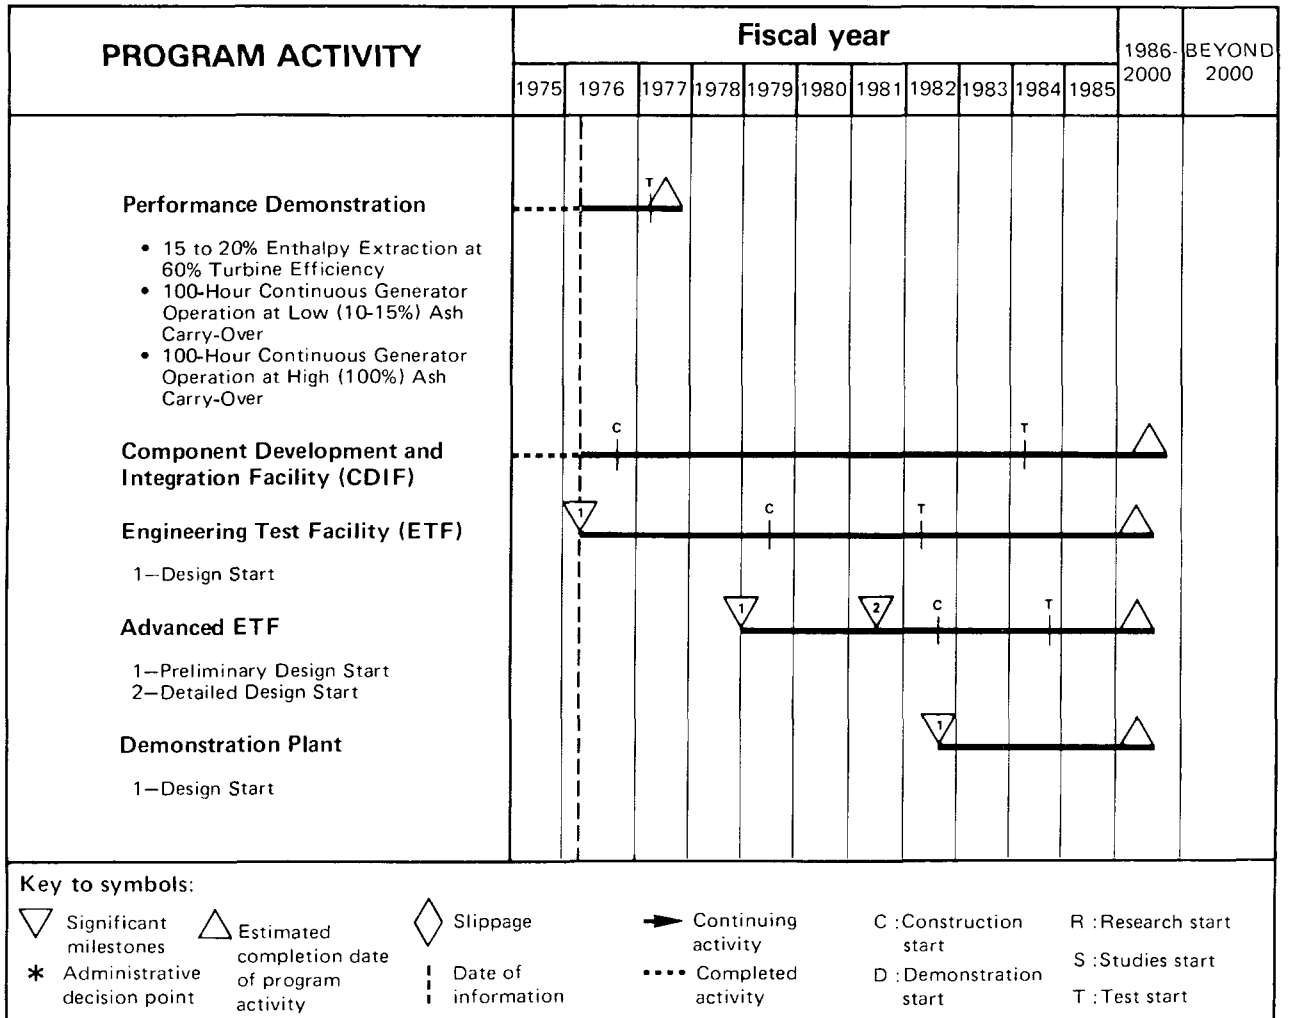 PROGRAM ACTIVITY
Fiscal year
1975 1976 1977 1978 1979 1980 1981 1982 1983 1984 1985
1986-
2000
BEYOND
2000
T
Performance Demonstration
• 15 to 20% Enthalpy Extraction at
60% Turbine Efficiency
• 100-Hour Continuous Generator
Operation at Low (10-15%) Ash
Carry-Over
• 100-Hour Continuous Generator
Operation at High (100%) Ash
Carry-Over
C T
Component Development and
Integration Facility (CDIF)
1 C T
Engineering Test Facility (ETF)
1—Design Start
1 2 C T
Advanced ETF
1—Preliminary Design Start
2—Detailed Design Start
1
Demonstration Plant
1—Design Start
Key to symbols:
Significant
milestones
* Administrative
decision point
Estimated
completion date
of program
activity
Slippage
Date of
information
Continuing
activity
Completed
activity
C : Construction
start
D : Demonstration
start
R : Research start
S : Studies start
T : Test start